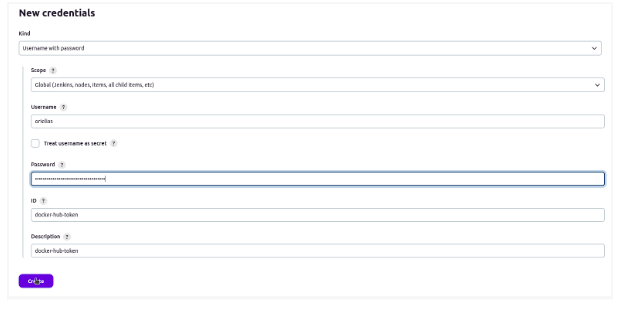 New credentials
Kind
Username with password
Scope ?
Global (Jenkins, nodes, items, all child items, etc)
Username ?
Treat username as secret ?
Password ?
ID ?
docker-hub-token
Description ?
docker-hub-token
Create